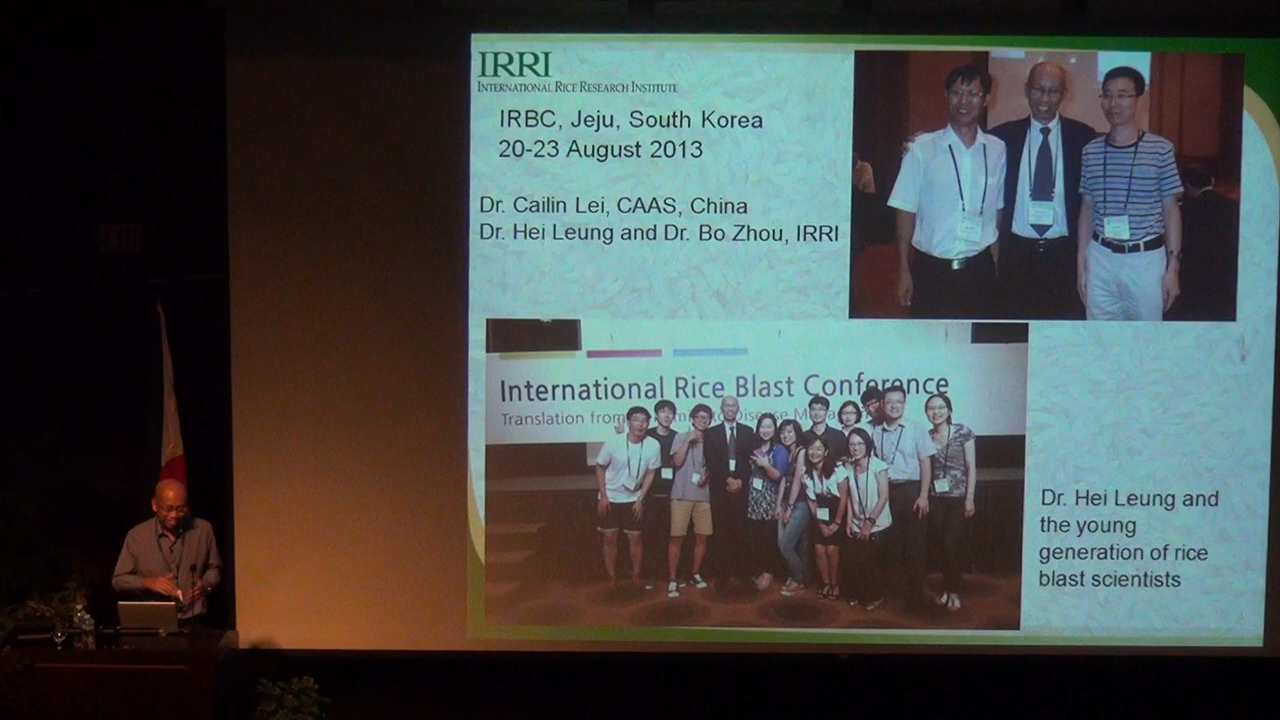 IRRI
INTERNATIONAL RICE RESEARCH INSTITUTE
IRBC, Jeju, South Korea
20-23 August 2013
Dr. Cailin Lei, CAAS, China
Dr. Hei Leung and Dr. Bo Zhou, IRRI
International Rice Blast Conference
Translation from to Disease
Dr. Hei Leung and
the young
generation of rice
blast scientists